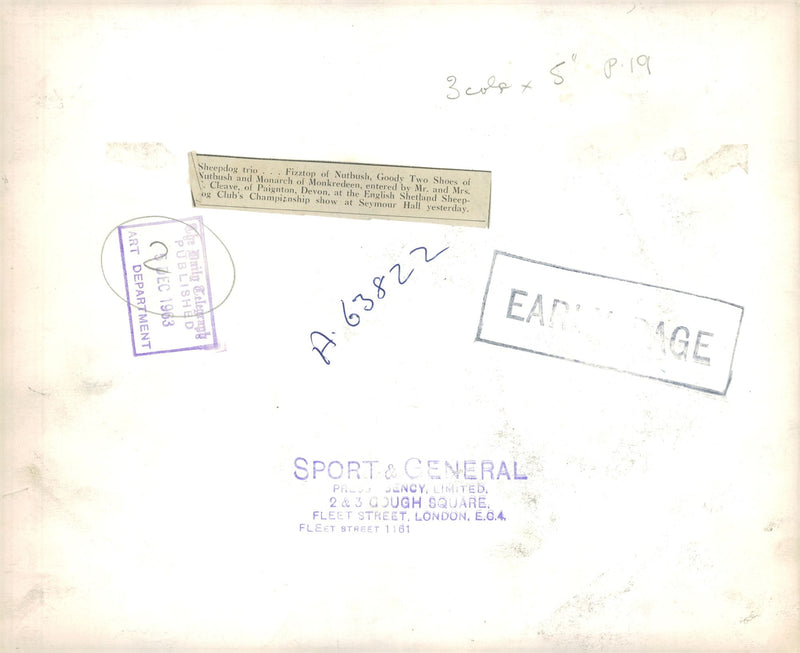 3 cols x 5" P.19
Sheepdog trio . . . Fizztop of Nutbush, Goody Two Shoes of
Nutbush and Monarch of Monkredeen, entered by Mr. and Mrs.
. Cleave, of Paignton, Devon, at the English Shetland Sheep-
og Club's Championship show at Seymour Hall yesterday.
The Daily Telegraph
PUBLISHED
DEC 1963
ART DEPARTMENT
A. 63822
EARLY PAGE
SPORT & GENERAL
PRESS AGENCY, LIMITED,
2 & 3 GOUGH SQUARE,
FLEET STREET, LONDON, E.C.4.
FLEET STREET 1161